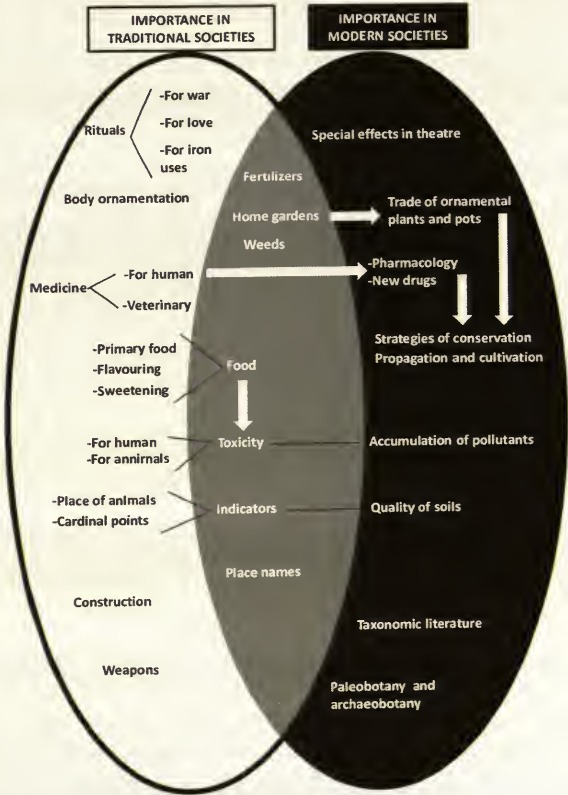 IMPORTANCE IN
TRADITIONAL SOCIETIES
IMPORTANCE IN
MODERN SOCIETIES
Rituals
-For war
-For love
-For iron
uses
Body ornamentation
Medicine
-For human
-Veterinary
-Primary food
-Flavouring
-Sweetening
-For human
-For annirnals
-Place of animals
-Cardinal points
Construction
Weapons
Fertilizers
Home gardens
Weeds
Food
Toxicity
Indicators
Place names
Special effects in theatre
Trade of ornamental
plants and pots
-Pharmacology
-New drugs
Strategies of conservation
Propagation and cultivation
Accumulation of pollutants
Quality of soils
Taxonomic literature
Paleobotany and
archaeobotany